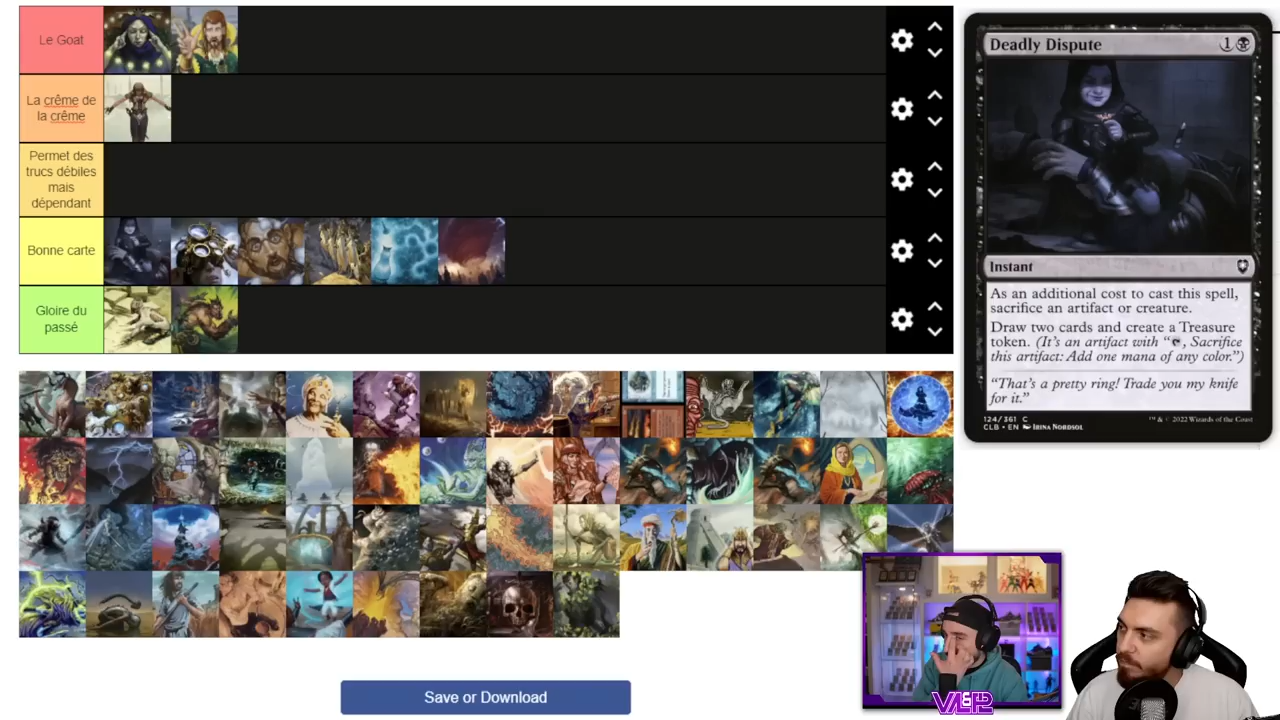 Le Goat
La crême de
la crême
Permet des
trucs débiles
mais
dépendant
Bonne carte
Gloire du
passé
Deadly Dispute
1
Instant
As an additional cost to cast this spell,
sacrifice an artifact or creature.
Draw two cards and create a Treasure
token. (It's an artifact with “, Sacrifice
this artifact: Add one mana of any color.”)
“That's a pretty ring! Trade you my knife
for it.”
124/361 C
CLB • EN Irina Nordsol
™ & © 2022 Wizards of the Coast
Save or Download